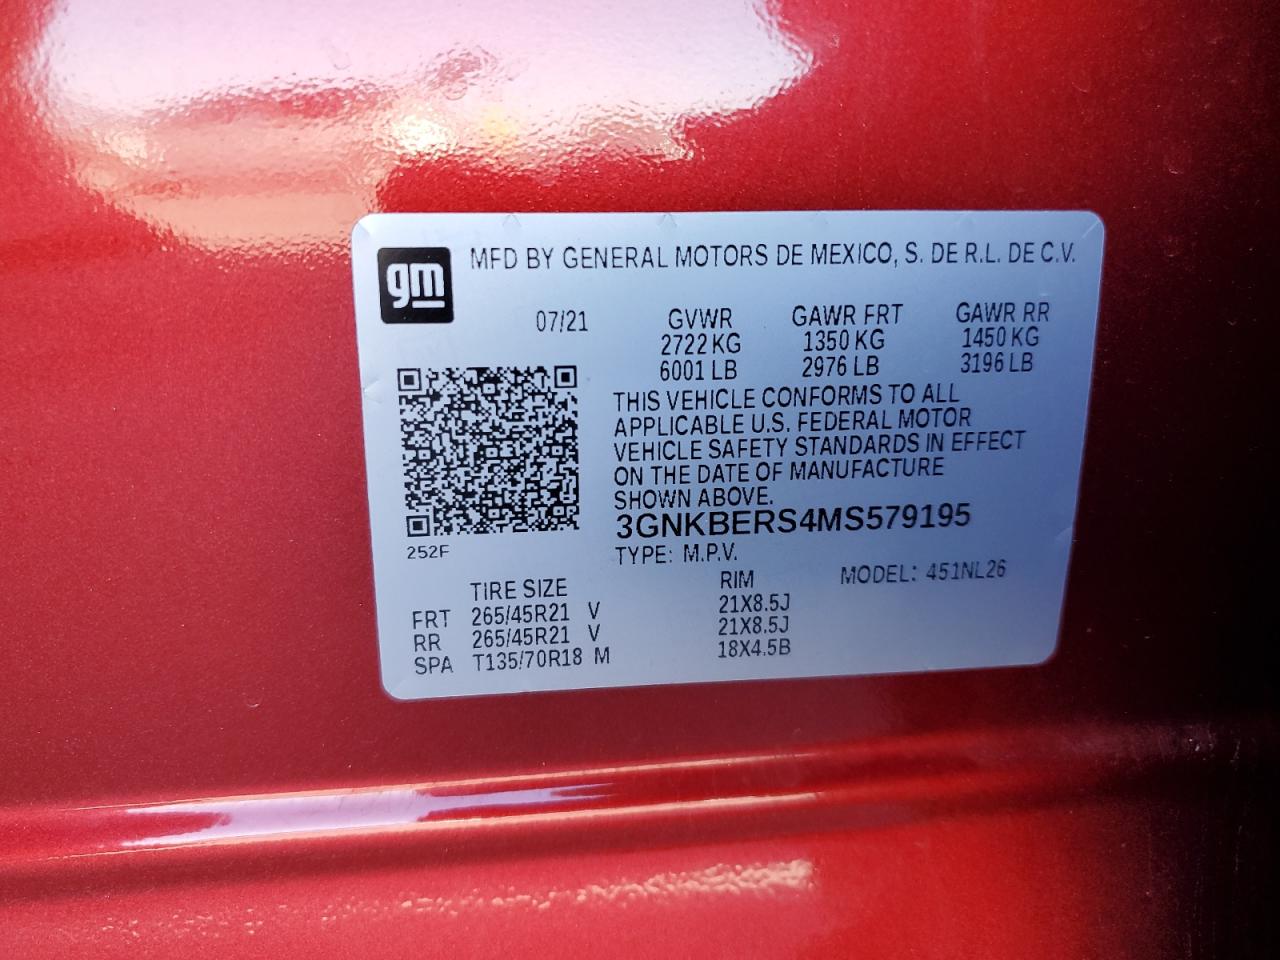 gm
MFD BY GENERAL MOTORS DE MEXICO, S. DE R.L. DE C.V.
07/21 GVWR GAWR FRT GAWR RR
2722 KG 1350 KG 1450 KG
6001 LB 2976 LB 3196 LB
THIS VEHICLE CONFORMS TO ALL
APPLICABLE U.S. FEDERAL MOTOR
VEHICLE SAFETY STANDARDS IN EFFECT
ON THE DATE OF MANUFACTURE
SHOWN ABOVE.
3GNKBERS4MS579195
252F
TYPE: M.P.V.
MODEL: 451NL26
TIRE SIZE RIM
FRT 265/45R21 V 21X8.5J
RR 265/45R21 V 21X8.5J
SPA T135/70R18 M 18X4.5B